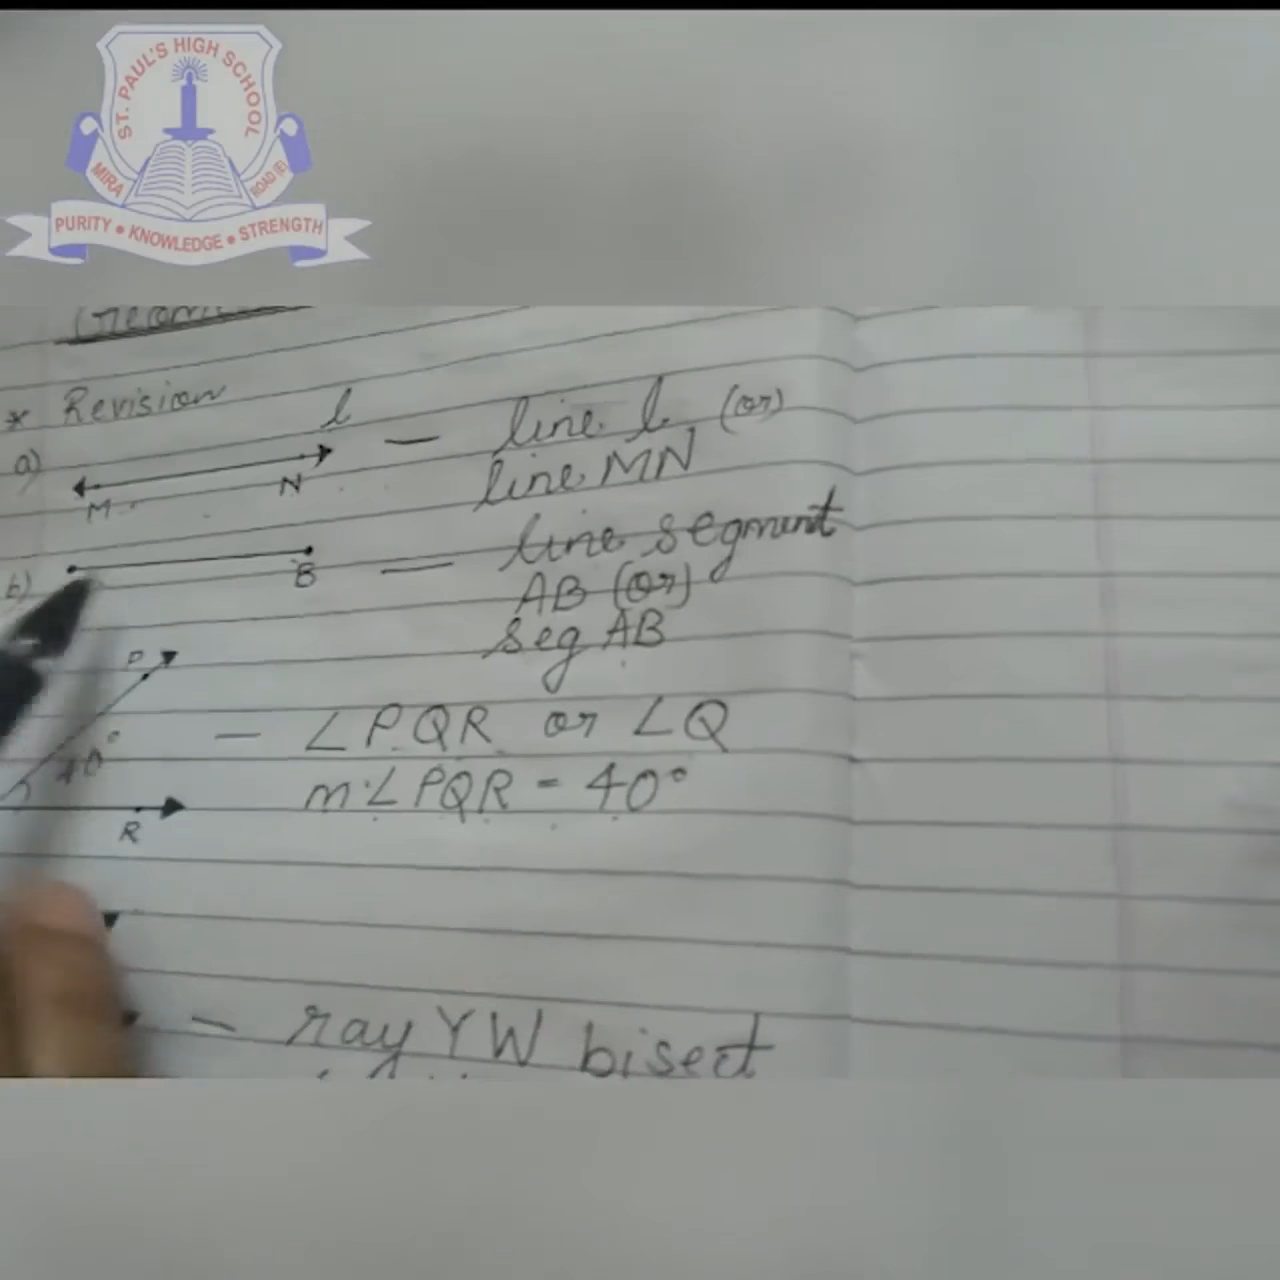 ST. PAUL'S HIGH SCHOOL
MIRA ROAD (E)
PURITY • KNOWLEDGE • STRENGTH
* Revision
a) M N l — line l (or)
line MN
b) B — line segment
AB (or)
seg AB
P
40°
R
— ∠PQR or ∠Q
m∠PQR = 40°
— ray YW bisect